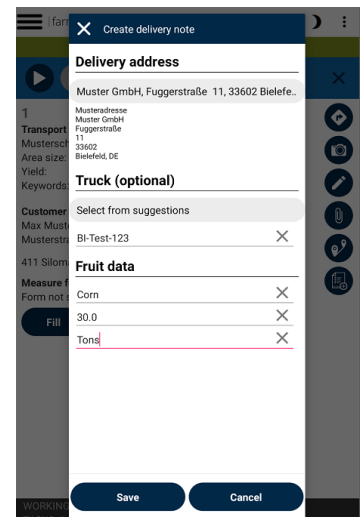 | farr
Create delivery note
Delivery address
Muster GmbH, Fuggerstraße 11, 33602 Bielefe..
Musteradresse
Muster GmbH
Fuggerstraße
11
33602
Bielefeld, DE
Truck (optional)
Select from suggestions
BI-Test-123
Fruit data
Corn
30.0
Tons
Save
Cancel
1
Transport
Mustersch
Area size:
Yield:
Keywords:
Customer
Max Must
Musterstra
411 Silom
Measure f
Form not s
Fill
WORKING